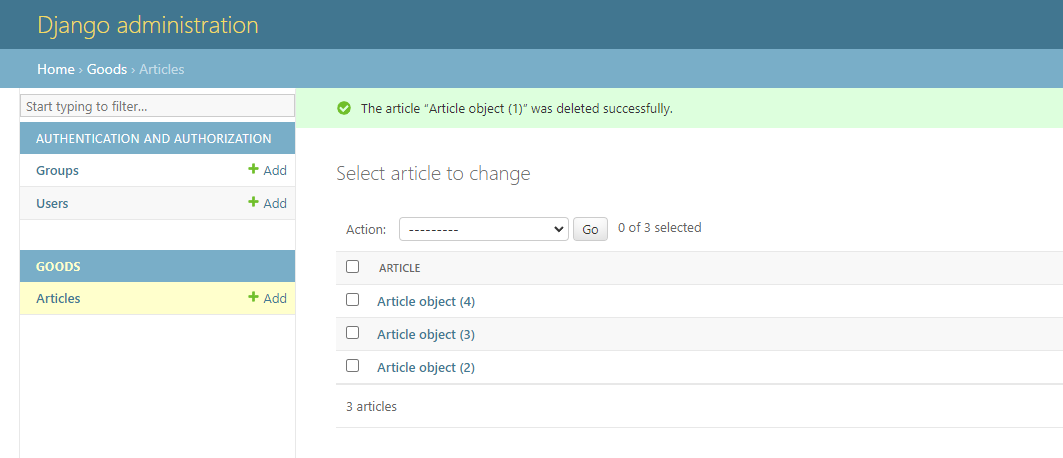 Django administration
Home › Goods › Articles
Start typing to filter...
AUTHENTICATION AND AUTHORIZATION
Groups + Add
Users + Add
GOODS
Articles + Add
The article “Article object (1)” was deleted successfully.
Select article to change
Action: --------- Go 0 of 3 selected
ARTICLE
Article object (4)
Article object (3)
Article object (2)
3 articles